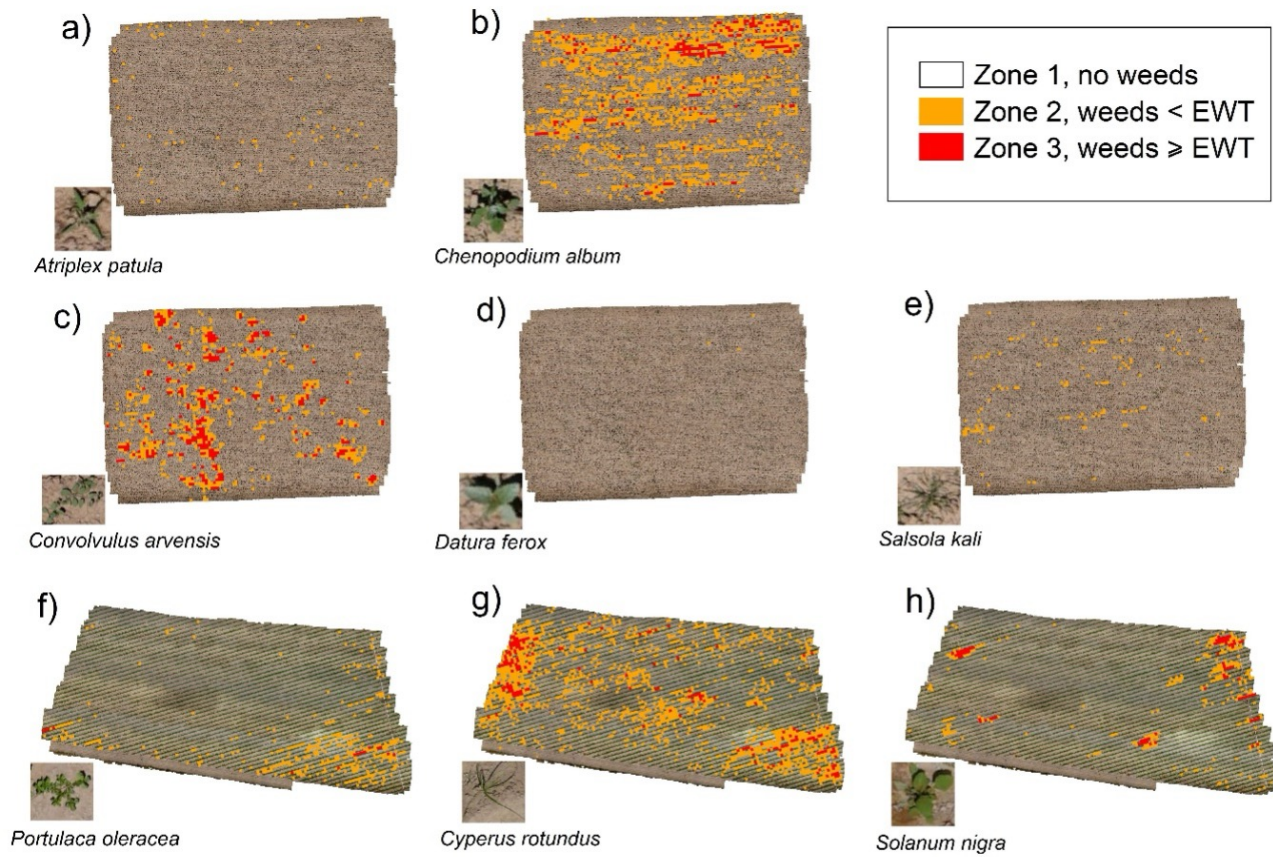 a)
Atriplex patula
b)
Chenopodium album
Zone 1, no weeds
Zone 2, weeds < EWT
Zone 3, weeds ⩾ EWT
c)
Convolvulus arvensis
d)
Datura ferox
e)
Salsola kali
f)
Portulaca oleracea
g)
Cyperus rotundus
h)
Solanum nigra